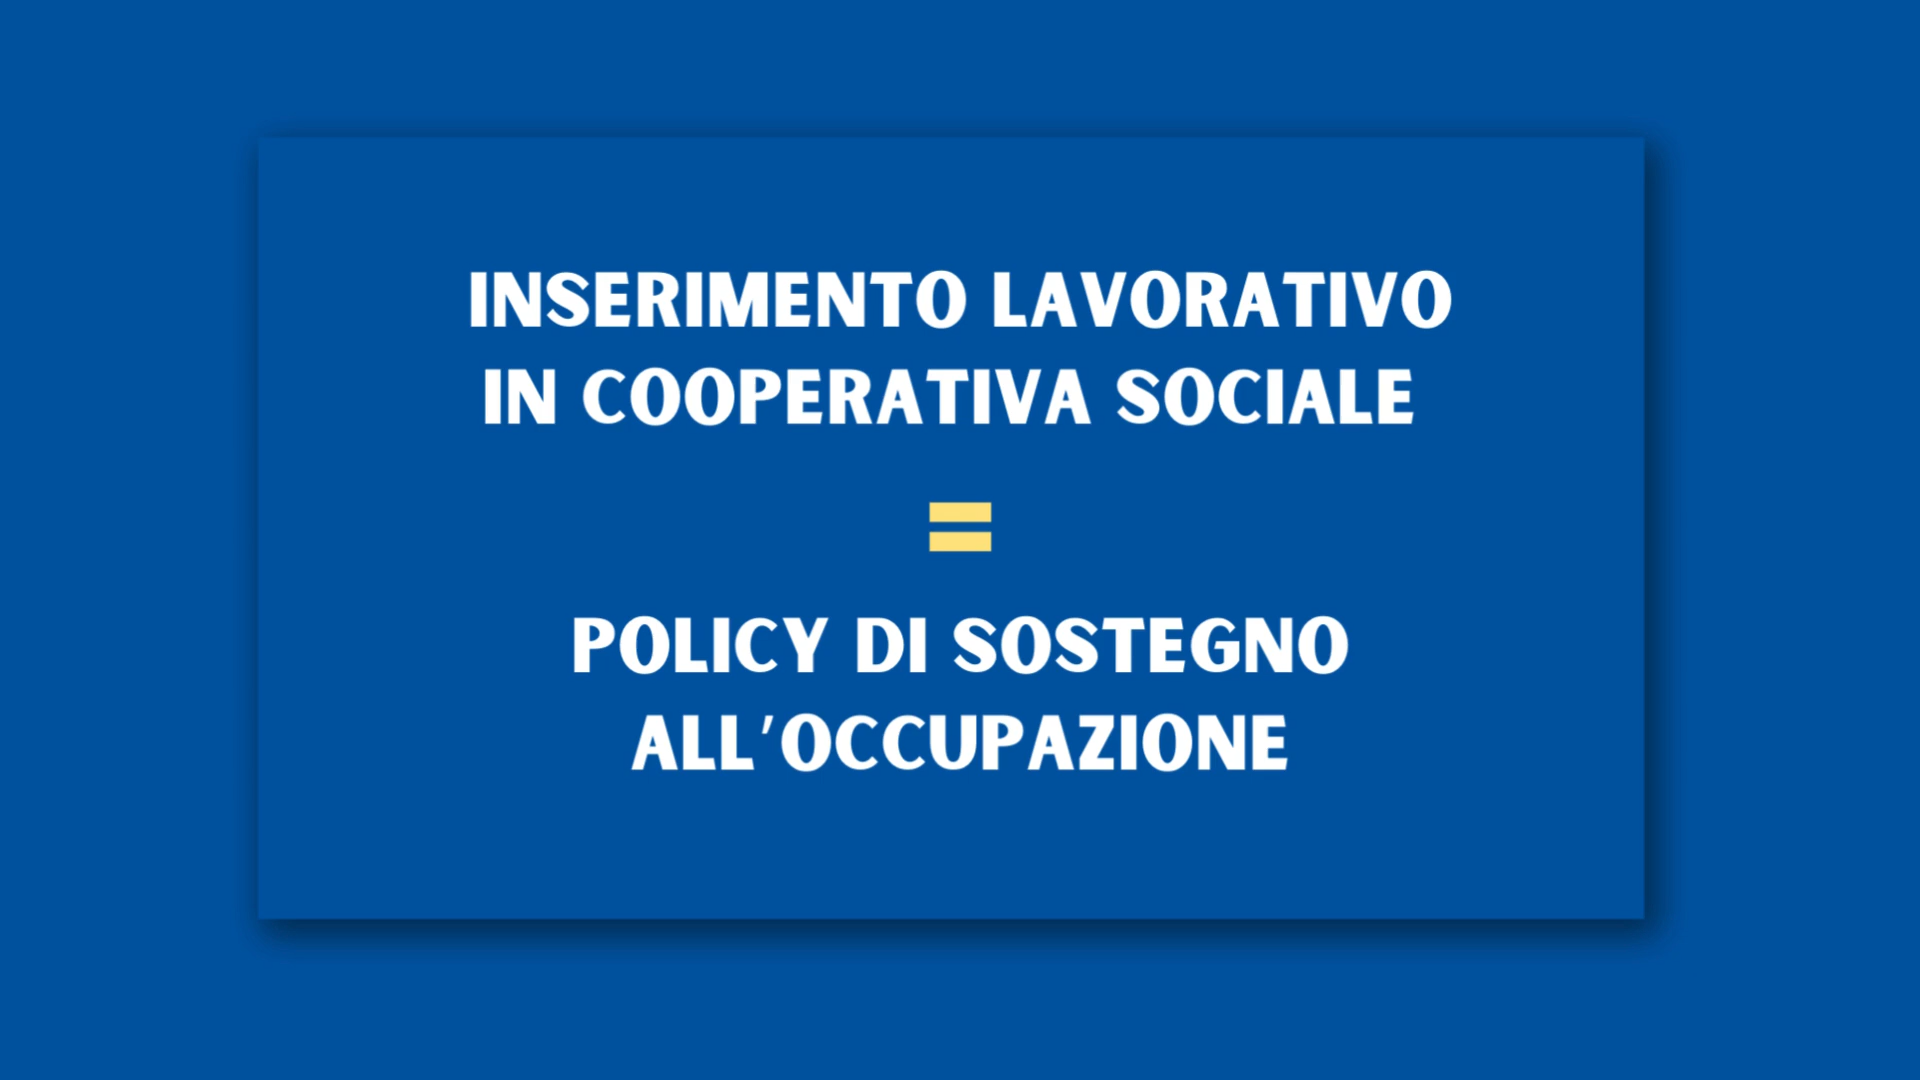 INSERIMENTO LAVORATIVO
IN COOPERATIVA SOCIALE
=
POLICY DI SOSTEGNO
ALL'OCCUPAZIONE